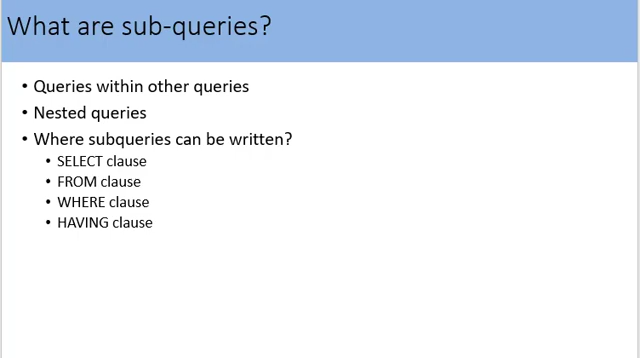 What are sub-queries?
• Queries within other queries
• Nested queries
• Where subqueries can be written?
• SELECT clause
• FROM clause
• WHERE clause
• HAVING clause